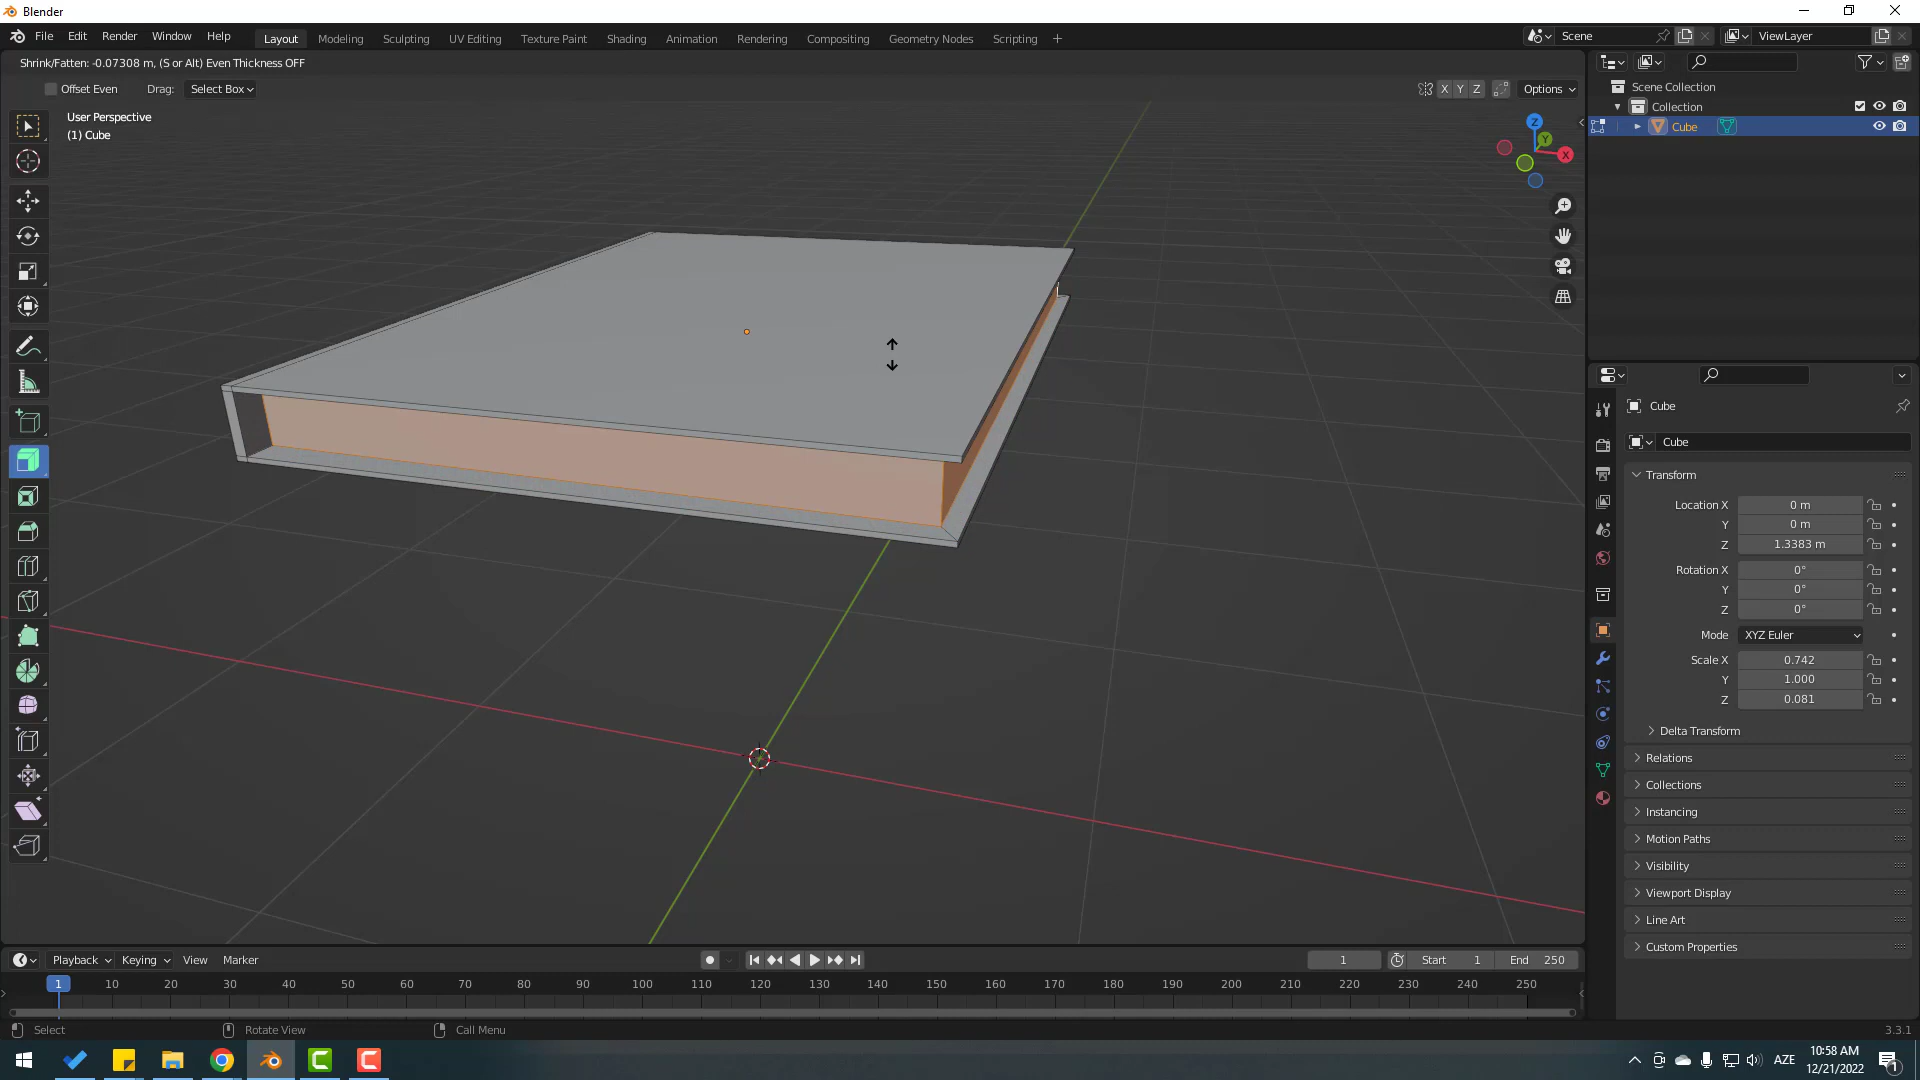 Blender
File Edit Render Window Help
Layout Modeling Sculpting UV Editing Texture Paint Shading Animation Rendering Compositing Geometry Nodes Scripting
Scene
ViewLayer
Shrink/Fatten: -0.07308 m, (S or Alt) Even Thickness OFF
Offset Even Drag: Select Box
X Y Z
Options
User Perspective
(1) Cube
Z
Y
X
Scene Collection
Collection
Cube
Cube
Cube
Transform
Location X 0 m
Y 0 m
Z 1.3383 m
Rotation X 0°
Y 0°
Z 0°
Mode XYZ Euler
Scale X 0.742
Y 1.000
Z 0.081
Delta Transform
Relations
Collections
Instancing
Motion Paths
Visibility
Viewport Display
Line Art
Custom Properties
Playback Keying View Marker
1 Start 1 End 250
1 10 20 30 40 50 60 70 80 90 100 110 120 130 140 150 160 170 180 190 200 210 220 230 240 250
Select Rotate View Call Menu
3.3.1
AZE
10:58 AM
12/21/2022
1